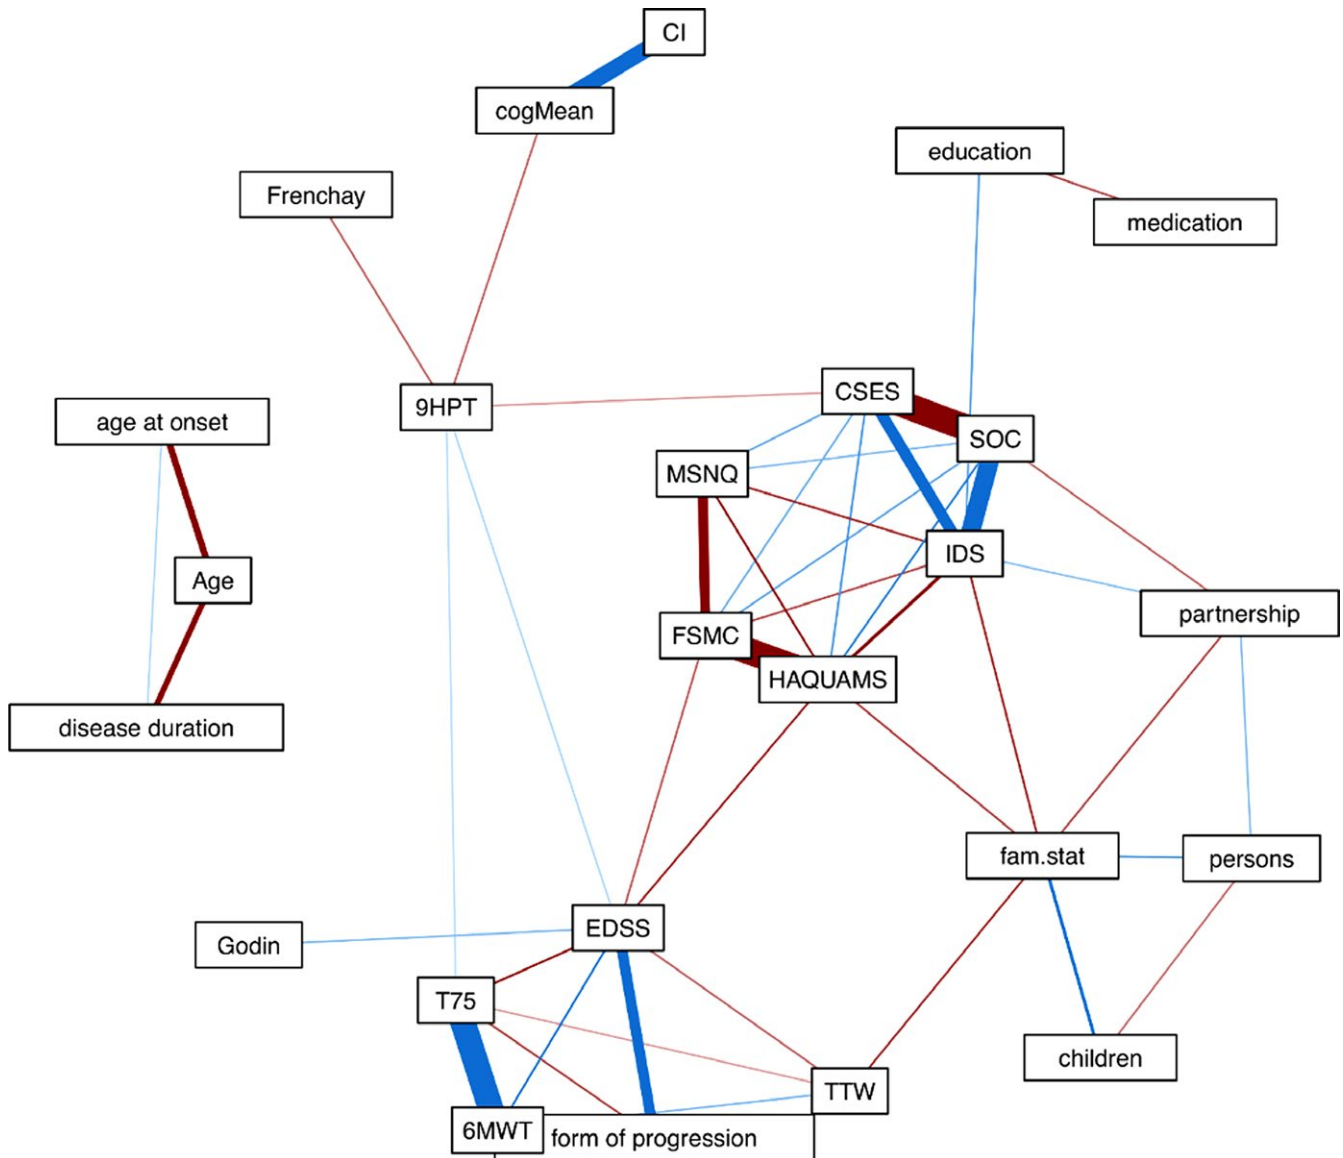 CI
cogMean
education
Frenchay
medication
CSES
9HPT
age at onset
SOC
MSNQ
IDS
Age
partnership
FSMC
HAQUAMS
disease duration
fam.stat
persons
EDSS
Godin
T75
children
TTW
6MWT
form of progression